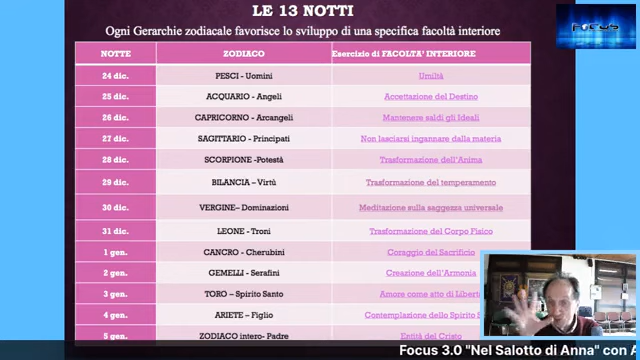 LE 13 NOTTI
Ogni Gerarchie zodiacale favorisce lo sviluppo di una specifica facoltà interiore
NOTTE ZODIACO Esercizio di FACOLTA' INTERIORE
24 dic. PESCI - Uomini Umiltà
25 dic. ACQUARIO - Angeli Accettazione del Destino
26 dic. CAPRICORNO - Arcangeli Mantenere saldi gli Ideali
27 dic. SAGITTARIO - Principati Non lasciarsi ingannare dalla materia
28 dic. SCORPIONE -Potestà Trasformazione dell'Anima
29 dic. BILANCIA – Virtù Trasformazione del temperamento
30 dic. VERGINE– Dominazioni Meditazione sulla saggezza universale
31 dic. LEONE - Troni Trasformazione del Corpo Fisico
1 gen. CANCRO - Cherubini Coraggio del Sacrificio
2 gen. GEMELLI - Serafini Creazione dell'Armonia
3 gen. TORO – Spirito Santo Amore come atto di Libert
4 gen. ARIETE – Figlio Contemplazione dello Spirito S
5 gen. ZODIACO intero- Padre Entità del Cristo
FOCUS
Focus 3.0 "Nel Salotto di Anna" con A